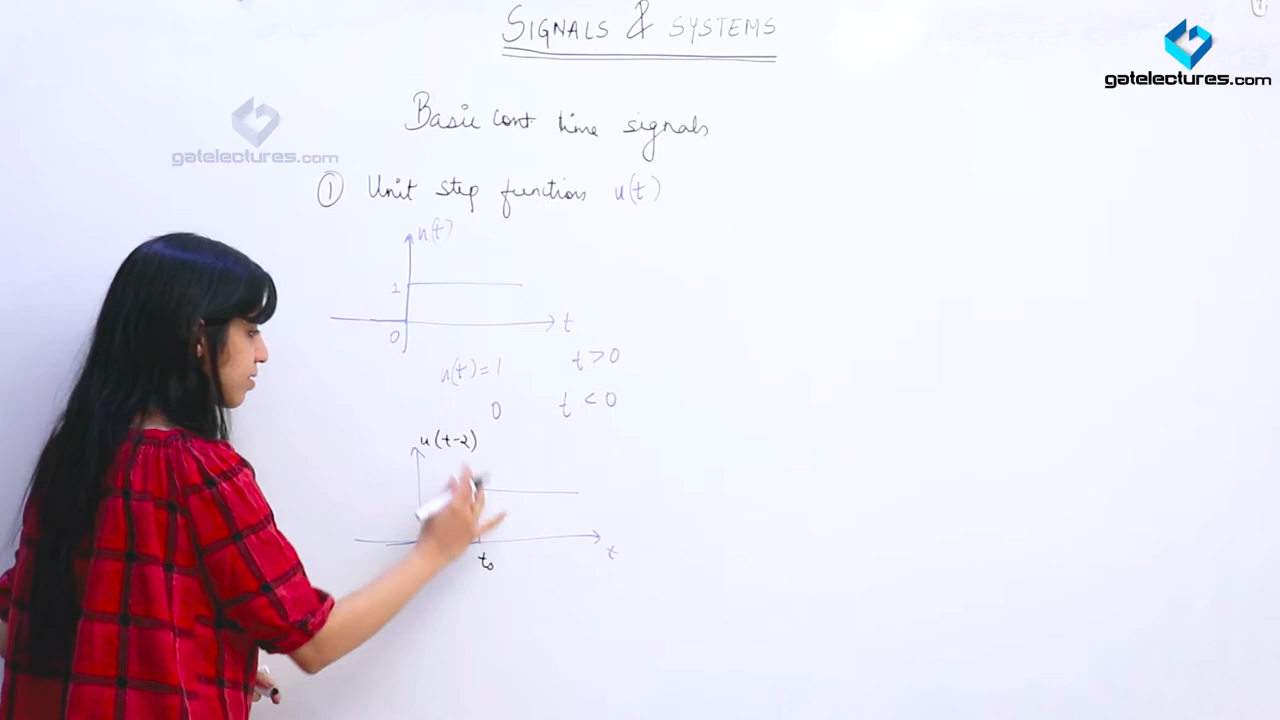 SIGNALS & SYSTEMS
gatelectures.com
Basic cont time signals
gatelectures.com
① Unit step function u(t)
u(t)
1
0
t
u(t)=1 t>0
0 t<0
u(t-2)
t₀
t